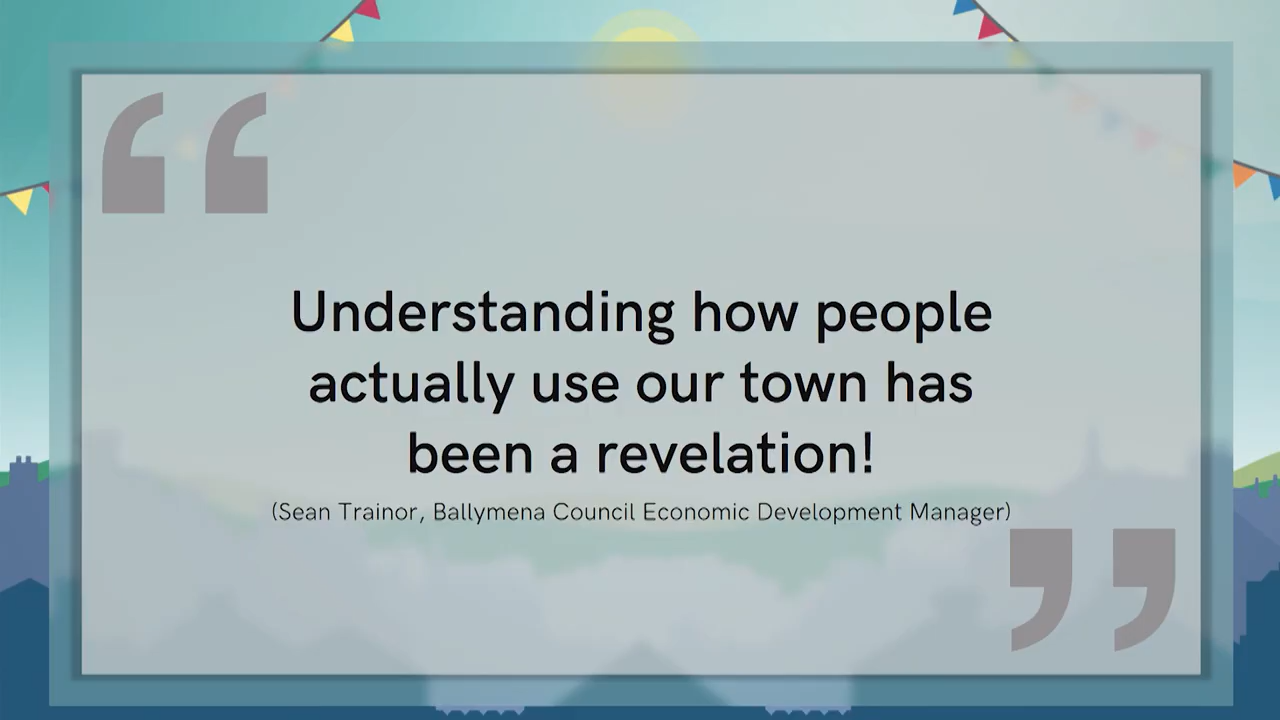 Understanding how people
actually use our town has
been a revelation!
(Sean Trainor, Ballymena Council Economic Development Manager)